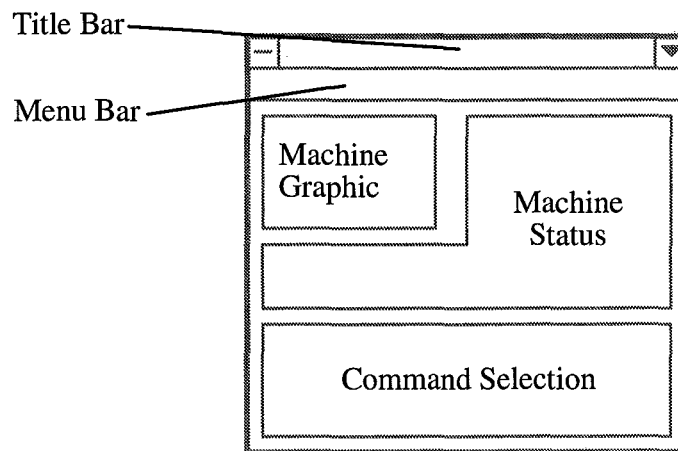 Title Bar
Menu Bar
Machine
Graphic
Machine
Status
Command Selection